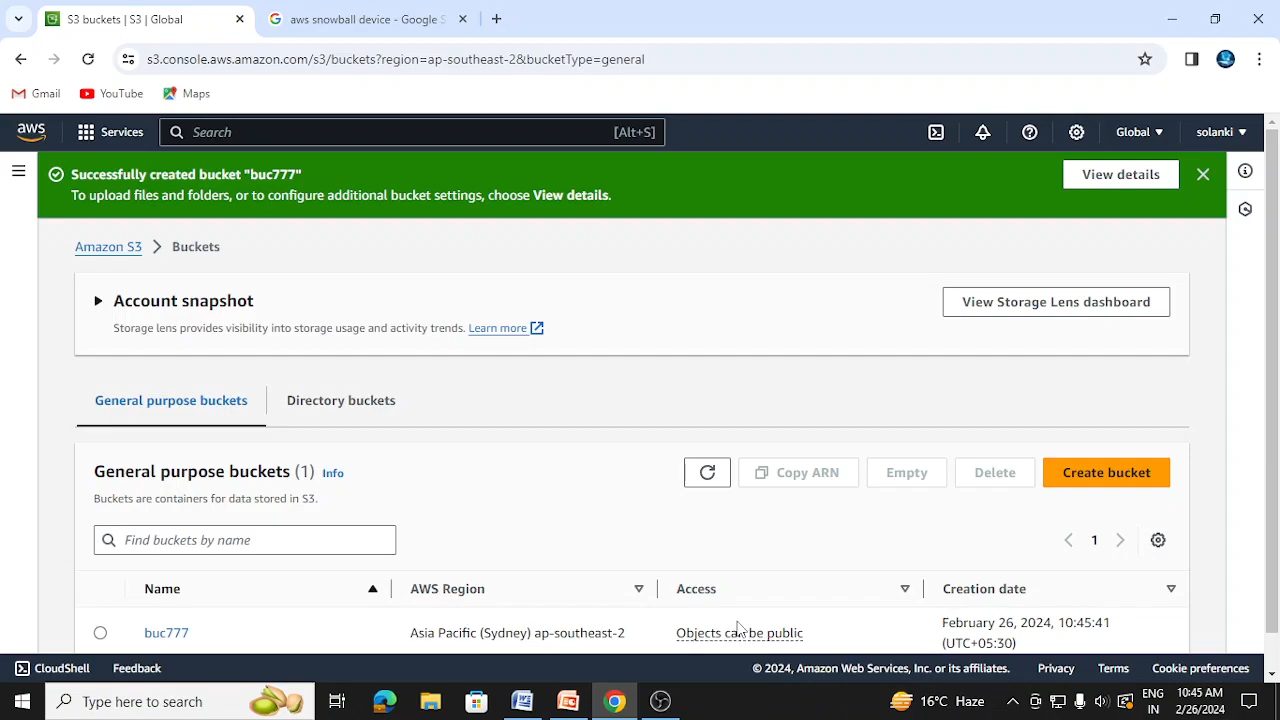 S3 buckets | S3 | Global
aws snowball device - Google S
s3.console.aws.amazon.com/s3/buckets?region=ap-southeast-2&bucketType=general
Gmail
YouTube
Maps
aws
Services
Search
[Alt+S]
Global
solanki
Successfully created bucket "buc777"
To upload files and folders, or to configure additional bucket settings, choose View details.
View details
Amazon S3
Buckets
Account snapshot
View Storage Lens dashboard
Storage lens provides visibility into storage usage and activity trends. Learn more
General purpose buckets
Directory buckets
General purpose buckets (1) Info
Copy ARN
Empty
Delete
Create bucket
Buckets are containers for data stored in S3.
Find buckets by name
1
Name
AWS Region
Access
Creation date
buc777
Asia Pacific (Sydney) ap-southeast-2
Objects can be public
February 26, 2024, 10:45:41
(UTC+05:30)
CloudShell
Feedback
© 2024, Amazon Web Services, Inc. or its affiliates.
Privacy
Terms
Cookie preferences
Type here to search
16°C Haze
ENG
IN
10:45 AM
2/26/2024